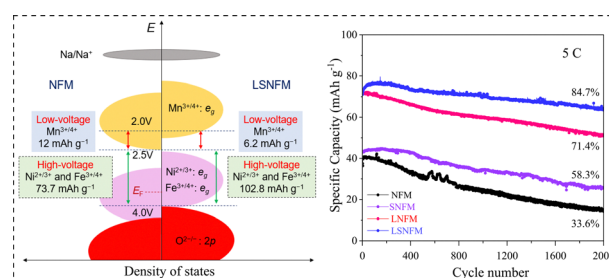 E
Na/Na⁺
NFM
LSNFM
2.0V
Mn³⁺/⁴⁺: e_g
Low-voltage
Mn³⁺/⁴⁺
12 mAh g⁻¹
Low-voltage
Mn³⁺/⁴⁺
6.2 mAh g⁻¹
2.5V
High-voltage
Ni²⁺/³⁺ and Fe³⁺/⁴⁺
73.7 mAh g⁻¹
Ni²⁺/³⁺: e_g
Fe³⁺/⁴⁺: e_g
High-voltage
Ni²⁺/³⁺ and Fe³⁺/⁴⁺
102.8 mAh g⁻¹
E_F
4.0V
O²⁻/⁻: 2p
Density of states
5 C
Specific Capacity (mAh g⁻¹)
100
80
60
40
20
0
84.7%
71.4%
58.3%
33.6%
NFM
SNFM
LNFM
LSNFM
0 400 800 1200 1600 2000
Cycle number